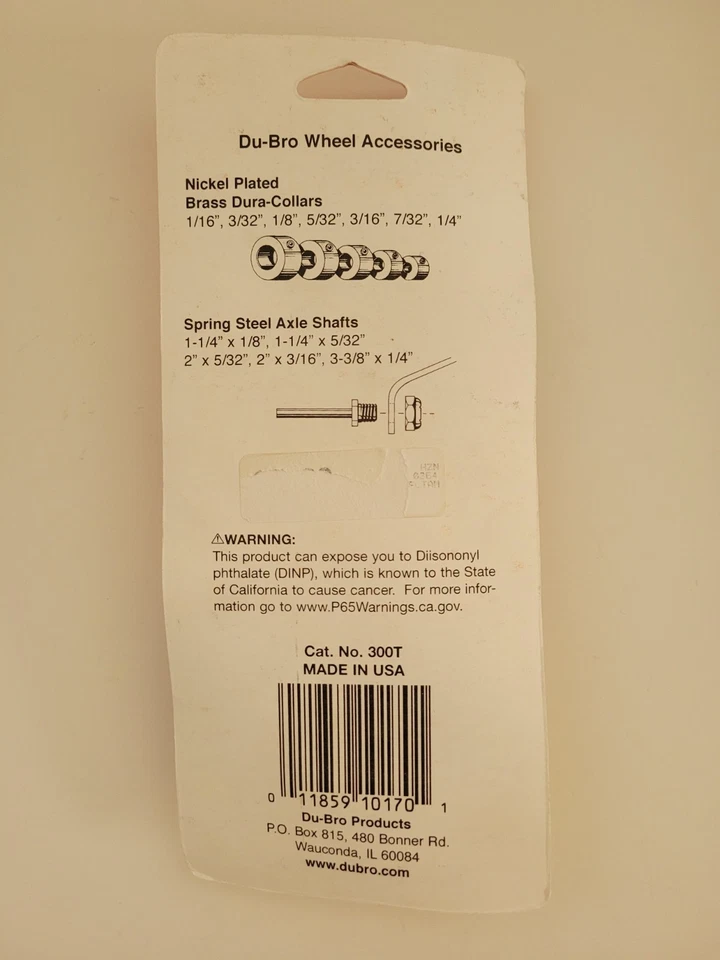 Du-Bro Wheel Accessories
Nickel Plated
Brass Dura-Collars
1/16", 3/32", 1/8", 5/32", 3/16", 7/32", 1/4"
Spring Steel Axle Shafts
1-1/4" x 1/8", 1-1/4" x 5/32"
2" x 5/32", 2" x 3/16", 3-3/8" x 1/4"
⚠WARNING:
This product can expose you to Diisononyl
phthalate (DINP), which is known to the State
of California to cause cancer. For more infor-
mation go to www.P65Warnings.ca.gov.
Cat. No. 300T
MADE IN USA
0 11859 10170 1
Du-Bro Products
P.O. Box 815, 480 Bonner Rd.
Wauconda, IL 60084
www.dubro.com